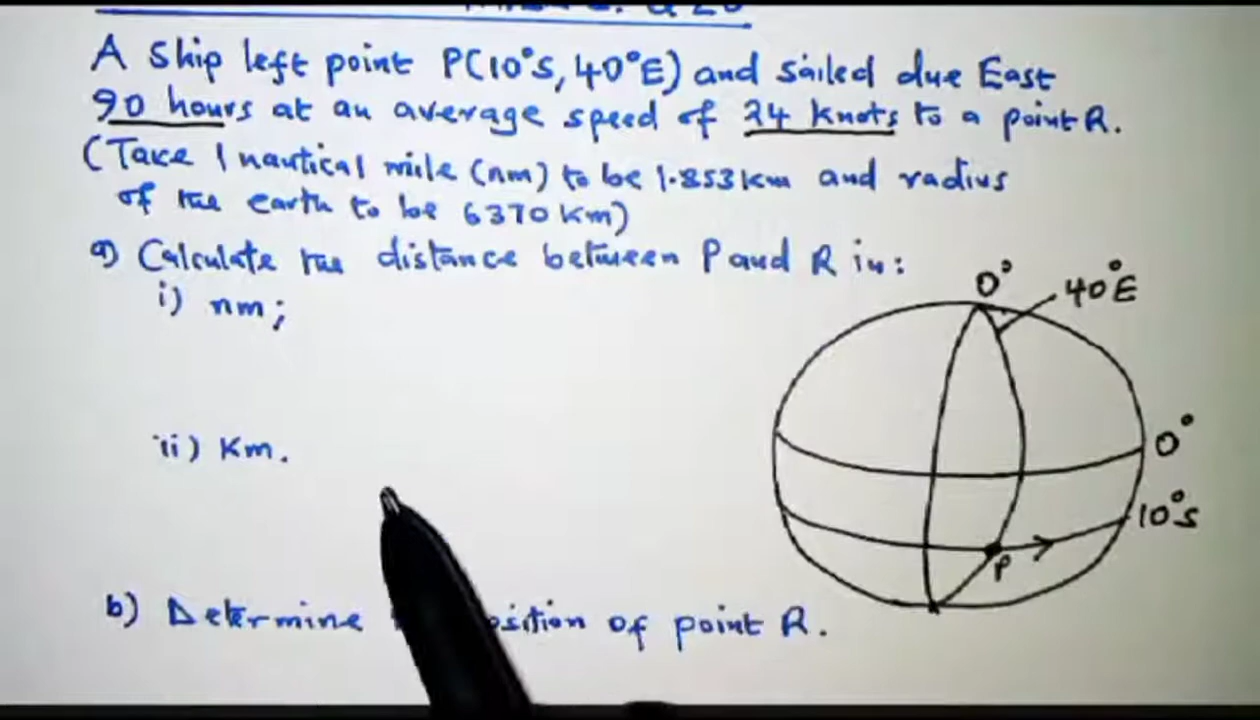 A Ship left point P(10°S, 40°E) and sailed due East
90 hours at an average speed of 24 knots to a point R.
(Take 1 nautical mile (nm) to be 1.853 km and radius
of the earth to be 6370 km)
a) Calculate the distance between P and R in:
i) nm;
ii) Km.
b) Determine position of point R.
0°
40°E
0°
10°S
P